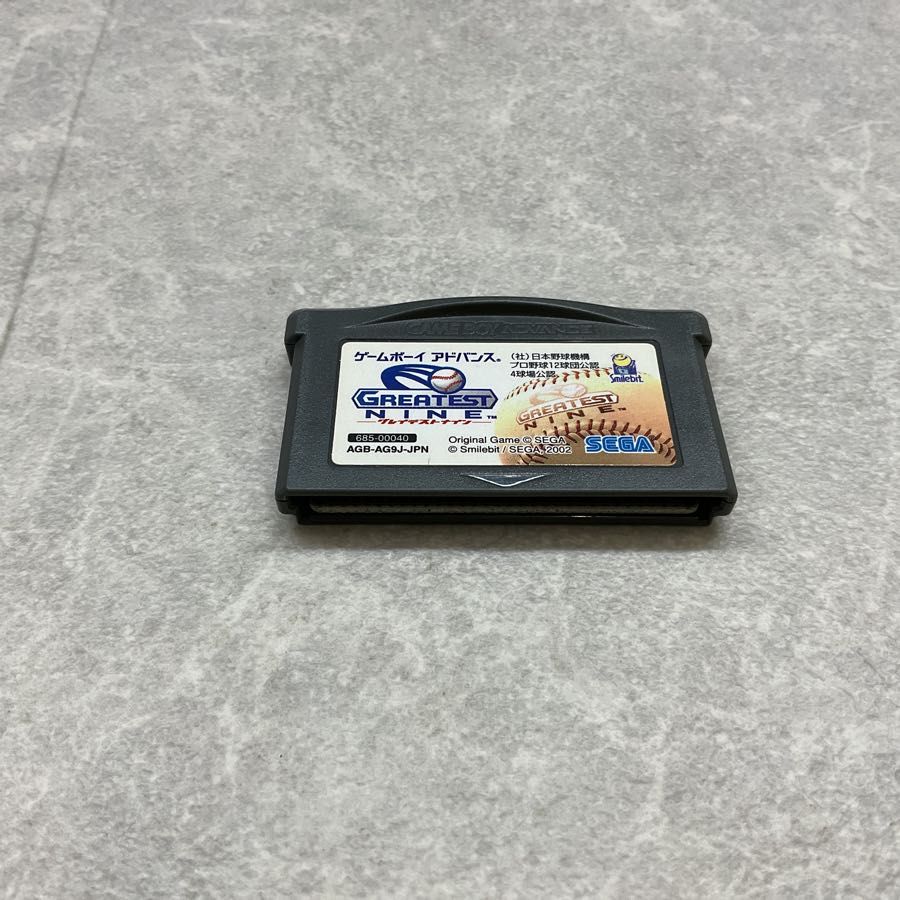 GAME BOY ADVANCE
ゲームボーイ アドバンス®
(社)日本野球機構
プロ野球12球団公認
4球場公認
Smilebit.
GREATEST
NINE™
グレイテストナイン
GREATEST
NINE™
685-00040
AGB-AG9J-JPN
Original Game © SEGA
© Smilebit / SEGA, 2002
SEGA